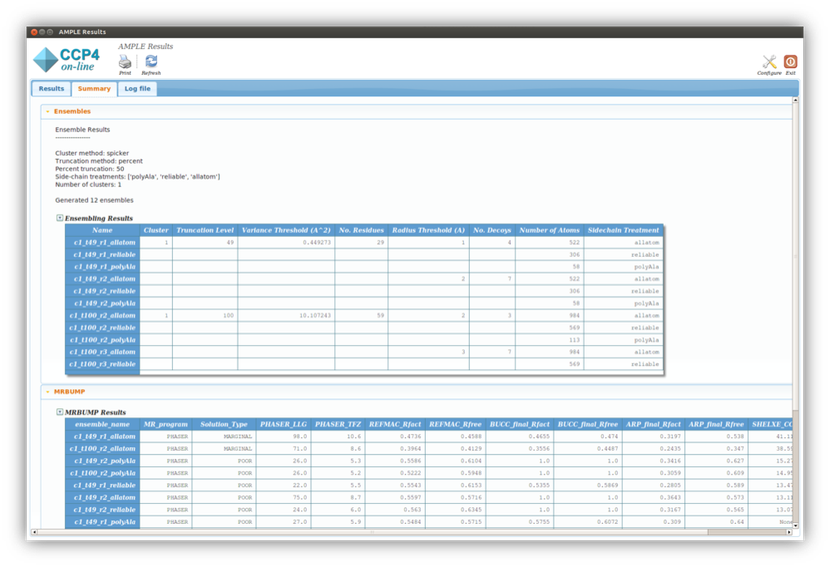 AMPLE Results
CCP4
on-line
AMPLE Results
Print
Refresh
Configure
Exit
Results
Summary
Log file
Ensembles
Ensemble Results
----------------
Cluster method: spicker
Truncation method: percent
Percent truncation: 50
Side-chain treatments: ['polyAla', 'reliable', 'allatom']
Number of clusters: 1
Generated 12 ensembles
Ensembling Results
Name Cluster Truncation Level Variance Threshold (A^2) No. Residues Radius Threshold (A) No. Decoys Number of Atoms Sidechain Treatment
c1_t49_r1_allatom 1 49 0.449273 29 1 4 522 allatom
c1_t49_r1_reliable 306 reliable
c1_t49_r1_polyAla 58 polyAla
c1_t49_r2_allatom 2 7 522 allatom
c1_t49_r2_reliable 306 reliable
c1_t49_r2_polyAla 58 polyAla
c1_t100_r2_allatom 1 100 10.107243 59 2 3 984 allatom
c1_t100_r2_reliable 569 reliable
c1_t100_r2_polyAla 113 polyAla
c1_t100_r3_allatom 3 7 984 allatom
c1_t100_r3_reliable 569 reliable
MRBUMP
MRBUMP Results
ensemble_name MR_program Solution_Type PHASER_LLG PHASER_TFZ REFMAC_Rfact REFMAC_Rfree BUCC_final_Rfact BUCC_final_Rfree ARP_final_Rfact ARP_final_Rfree SHELXE_CC
c1_t49_r1_allatom PHASER MARGINAL 98.0 10.6 0.4736 0.4588 0.4655 0.474 0.3197 0.538 41.1
c1_t100_r2_allatom PHASER MARGINAL 71.0 8.6 0.3964 0.4129 0.3556 0.4487 0.2435 0.347 38.5
c1_t49_r2_polyAla PHASER POOR 26.0 5.3 0.5586 0.6104 1.0 1.0 0.3416 0.627 15.2
c1_t100_r2_polyAla PHASER POOR 26.0 5.2 0.5222 0.5948 1.0 1.0 0.3059 0.609 14.9
c1_t49_r1_reliable PHASER POOR 22.0 5.5 0.5543 0.6153 0.5355 0.5869 0.2805 0.589 13.4
c1_t49_r2_allatom PHASER POOR 75.0 8.7 0.5597 0.5716 1.0 1.0 0.3643 0.573 13.1
c1_t49_r2_reliable PHASER POOR 24.0 6.0 0.563 0.6345 1.0 1.0 0.3167 0.565 13.0
c1_t49_r1_polyAla PHASER POOR 27.0 5.9 0.5484 0.5715 0.5755 0.6072 0.309 0.64 None